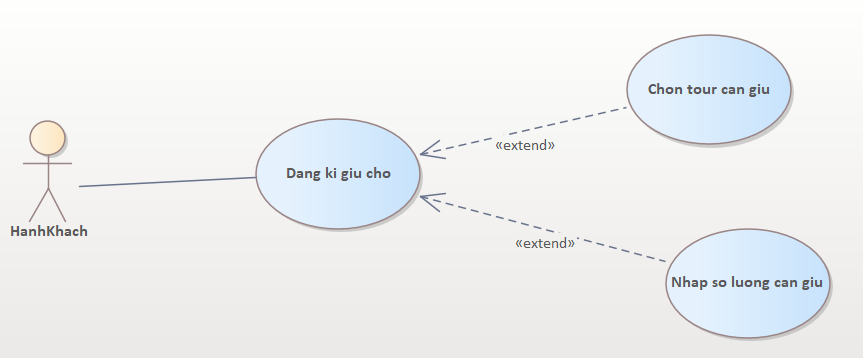 HanhKhach
Dang ki giu cho
«extend»
Chon tour can giu
«extend»
Nhap so luong can giu